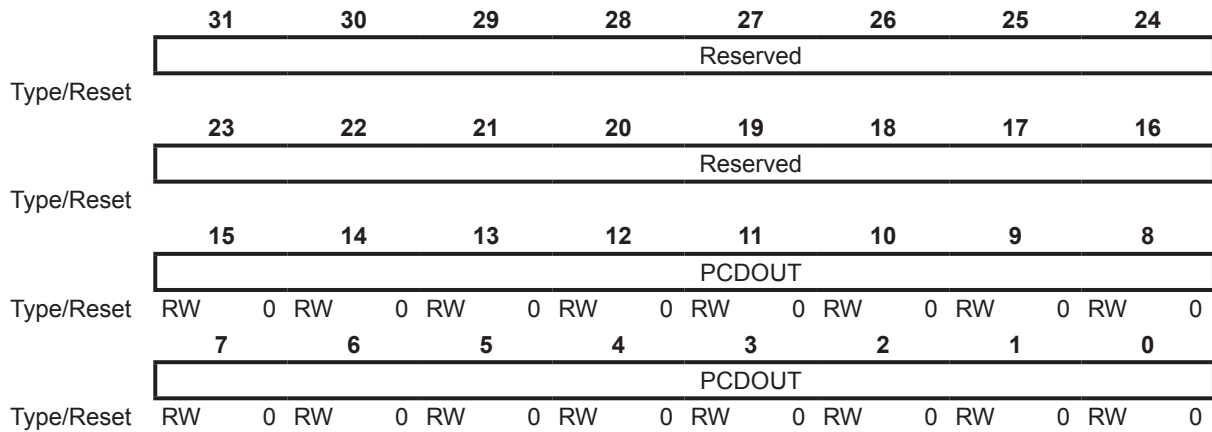 31 30 29 28 27 26 25 24
Reserved
Type/Reset
23 22 21 20 19 18 17 16
Reserved
Type/Reset
15 14 13 12 11 10 9 8
PCDOUT
Type/Reset RW 0 RW 0 RW 0 RW 0 RW 0 RW 0 RW 0 RW 0
7 6 5 4 3 2 1 0
PCDOUT
Type/Reset RW 0 RW 0 RW 0 RW 0 RW 0 RW 0 RW 0 RW 0